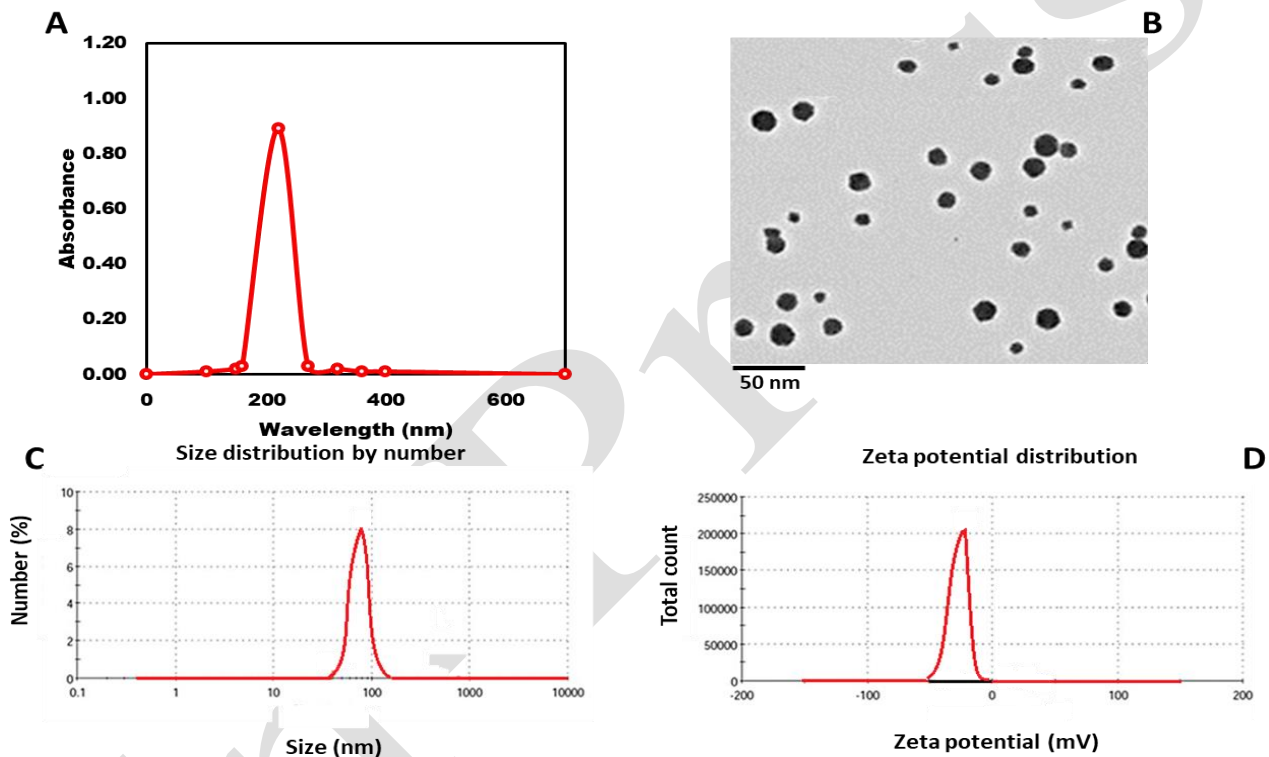 A
B
1.20
1.00
0.80
0.60
0.40
0.20
0.00
Absorbance
0 200 400 600
Wavelength (nm)
50 nm
C
Size distribution by number
10
8
6
4
2
0
Number (%)
0.1 1 10 100 1000 10000
Size (nm)
Zeta potential distribution
D
250000
200000
150000
100000
50000
0
Total count
-200 -100 0 100 200
Zeta potential (mV)